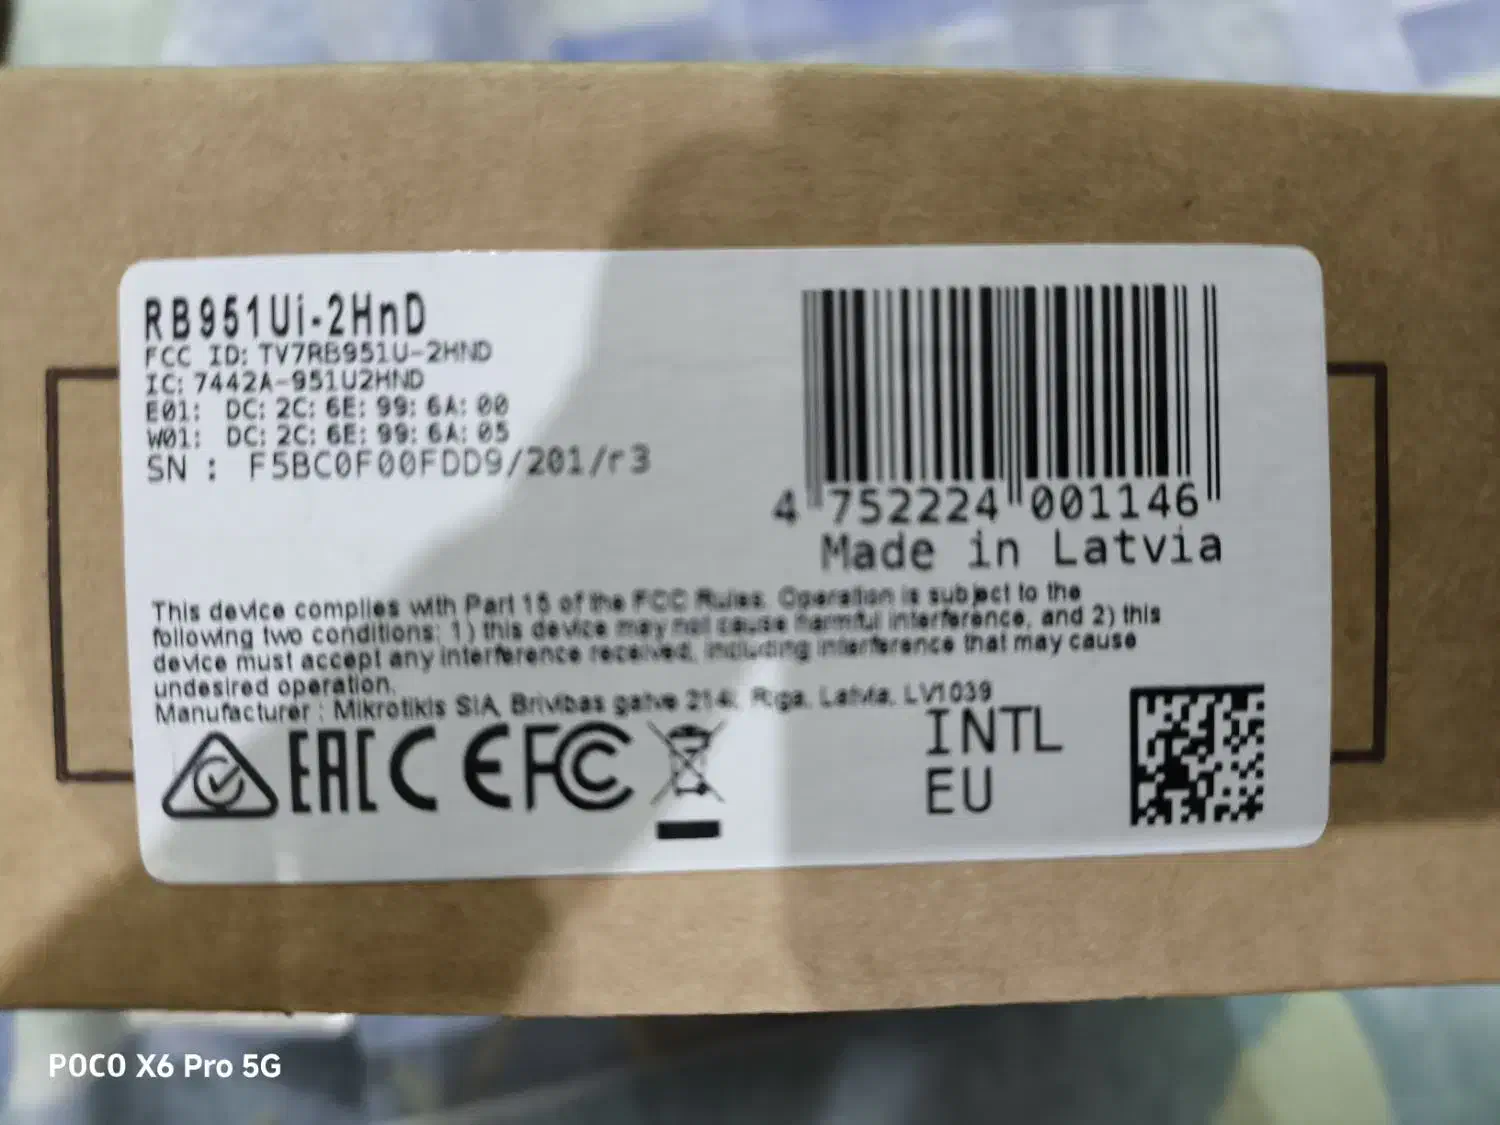 RB951Ui-2HnD
FCC ID: TV7RB951U-2HND
IC: 7442A-951U2HND
E01: DC: 2C: 6E: 99: 6A: 00
W01: DC: 2C: 6E: 99: 6A: 05
SN : F5BC0F00FDD9/201/r3
4 752224 001146
Made in Latvia
This device complies with Part 15 of the FCC Rules. Operation is subject to the
following two conditions: 1) this device may not cause harmful interference, and 2) this
device must accept any interference received, including interference that may cause
undesired operation.
Manufacturer : Mikrotikls SIA, Brivibas gatve 214i, Riga, Latvia, LV1039
EAC CE FC
INTL
EU
POCO X6 Pro 5G